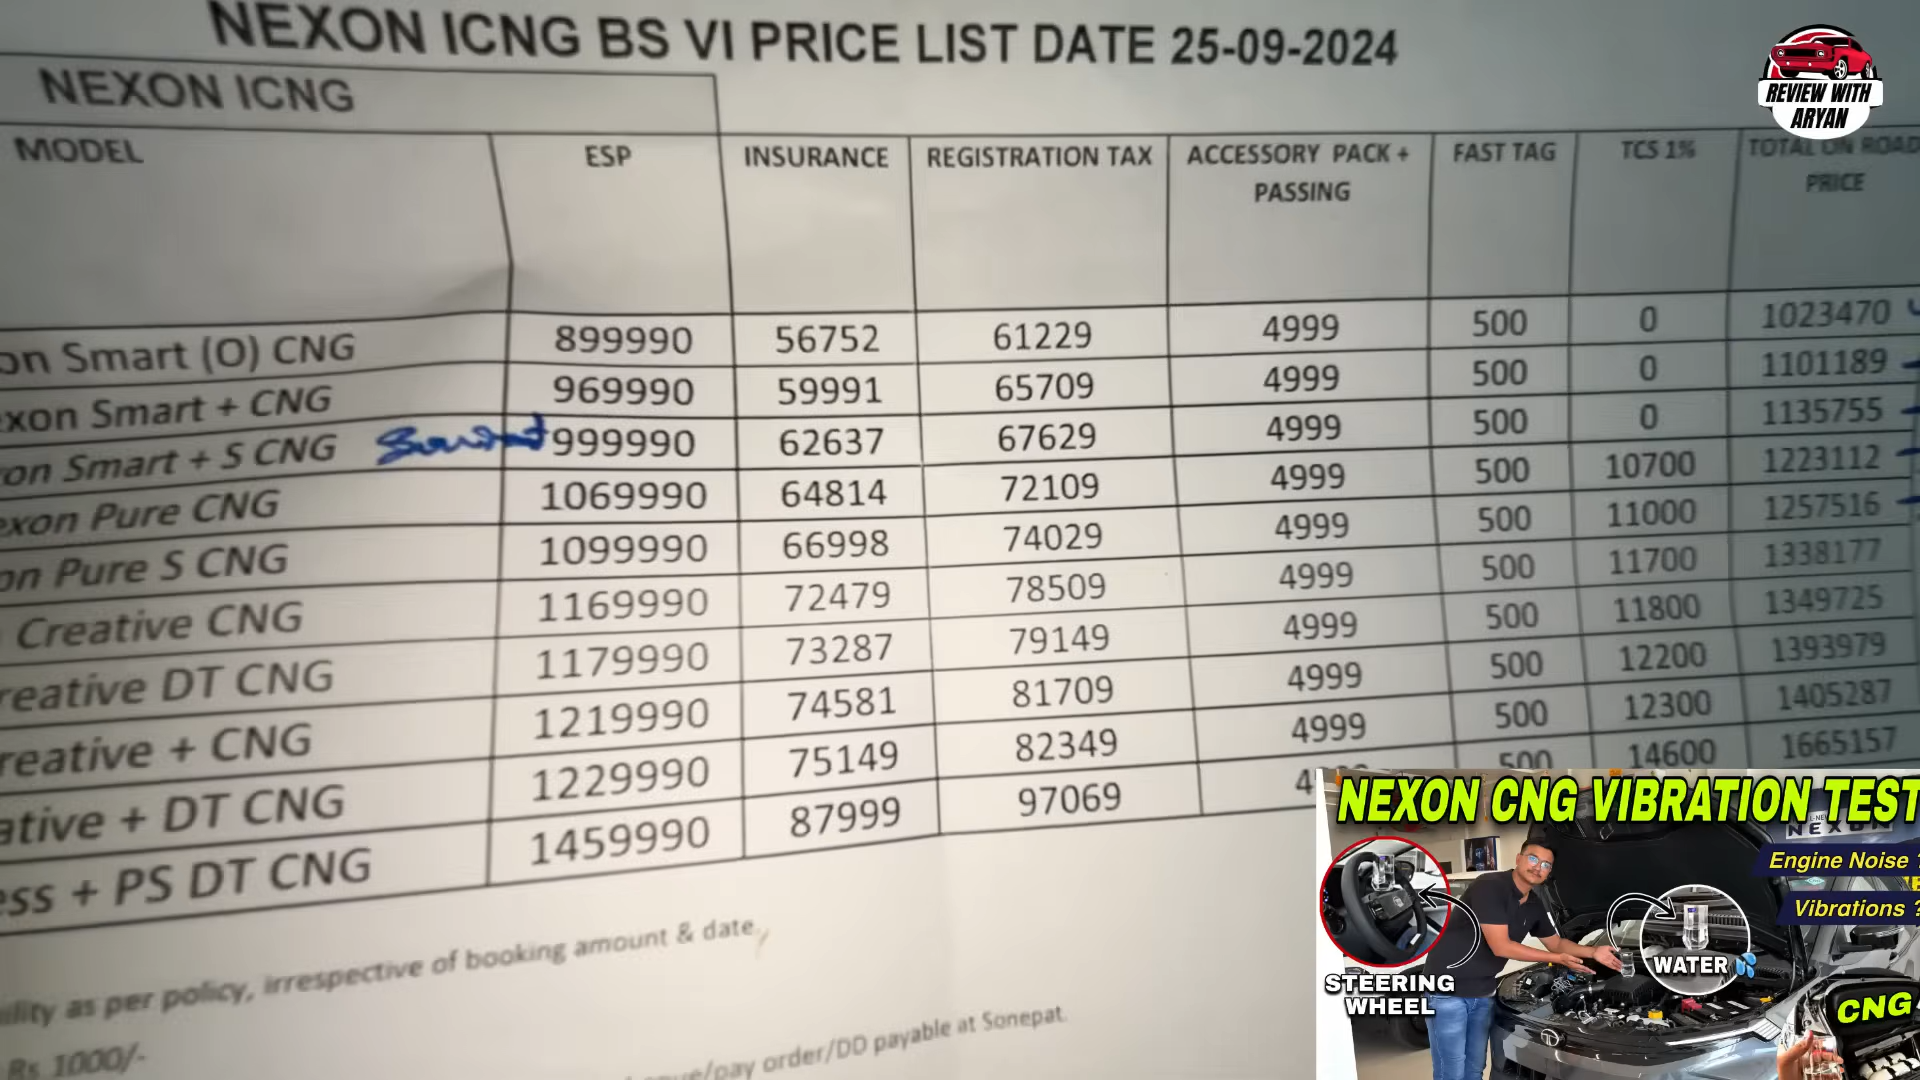 NEXON ICNG BS VI PRICE LIST DATE 25-09-2024
REVIEW WITH
ARYAN
NEXON ICNG
MODEL ESP INSURANCE REGISTRATION TAX ACCESSORY PACK + PASSING FAST TAG TCS 1% TOTAL ON ROAD PRICE
on Smart (O) CNG 899990 56752 61229 4999 500 0 1023470
exon Smart + CNG 969990 59991 65709 4999 500 0 1101189
on Smart + S CNG 999990 62637 67629 4999 500 0 1135755
exon Pure CNG 1069990 64814 72109 4999 500 10700 1223112
on Pure S CNG 1099990 66998 74029 4999 500 11000 1257516
Creative CNG 1169990 72479 78509 4999 500 11700 1338177
reative DT CNG 1179990 73287 79149 4999 500 11800 1349725
reative + CNG 1219990 74581 81709 4999 500 12200 1393979
ative + DT CNG 1229990 75149 82349 4999 500 12300 1405287
ess + PS DT CNG 1459990 87999 97069 500 14600 1665157
ility as per policy, irrespective of booking amount & date,
Rs 1000/-
/pay order/DD payable at Sonepat.
NEXON CNG VIBRATION TEST
NEXON
Engine Noise ?
Vibrations ?
STEERING
WHEEL
WATER
CNG